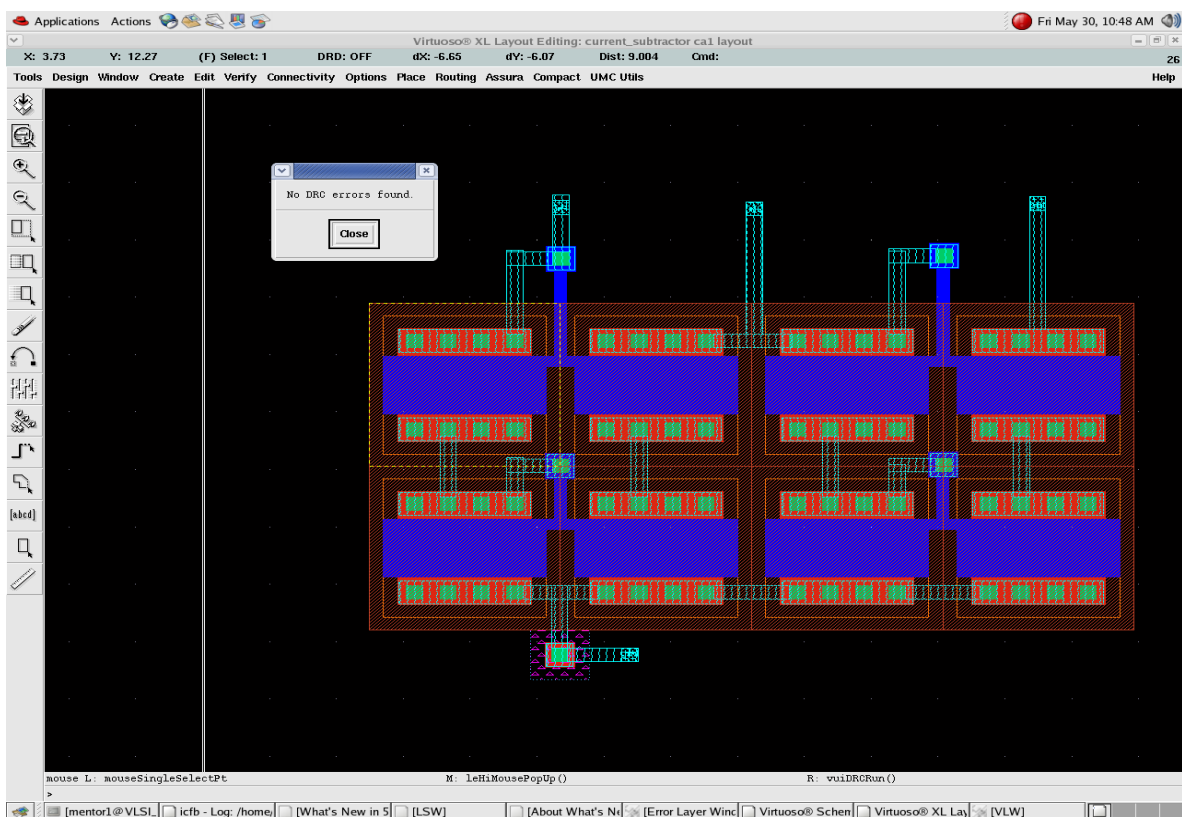 Applications Actions Fri May 30, 10:48 AM
Virtuoso® XL Layout Editing: current_subtractor ca1 layout
X: 3.73 Y: 12.27 (F) Select: 1 DRD: OFF dX: -6.65 dY: -6.07 Dist: 9.004 Cmd: 26
Tools Design Window Create Edit Verify Connectivity Options Place Routing Assura Compact UMC Utils Help
No DRC errors found.
Close
[abcd]
mouse L: mouseSingleSelectPt M: leHiMousePopUp() R: vuiDRCRun()
>
[mentor1@VLSI_ icfb - Log: /home/ [What's New in 5 [LSW] [About What's Ne [Error Layer Winc Virtuoso® Schem Virtuoso® XL Lay [VLW]